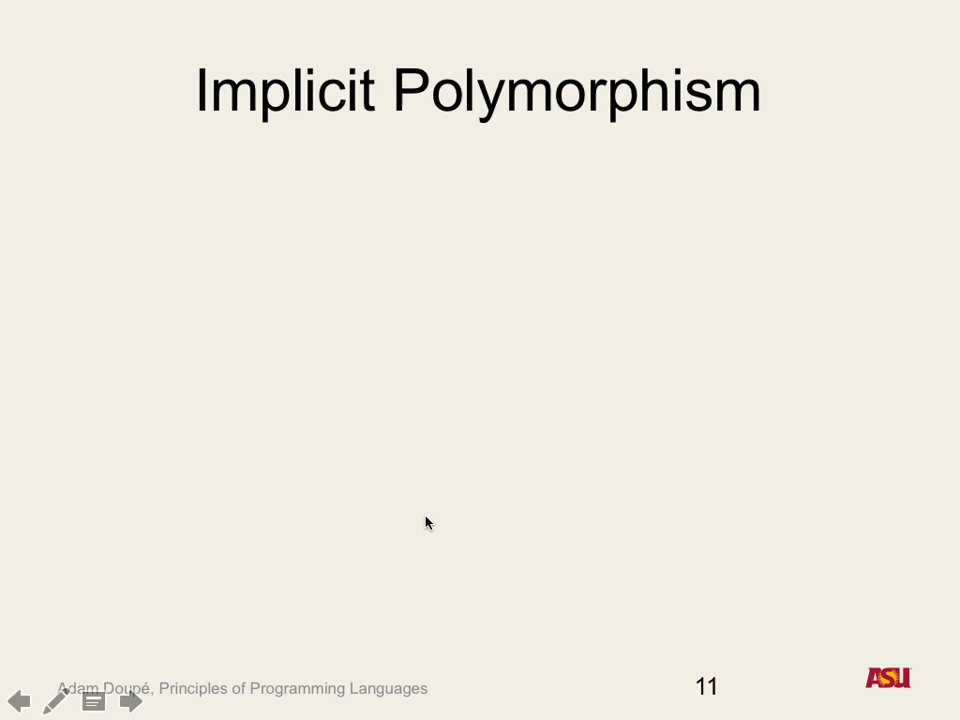 Implicit Polymorphism
Adam Doupé, Principles of Programming Languages
11
ASU